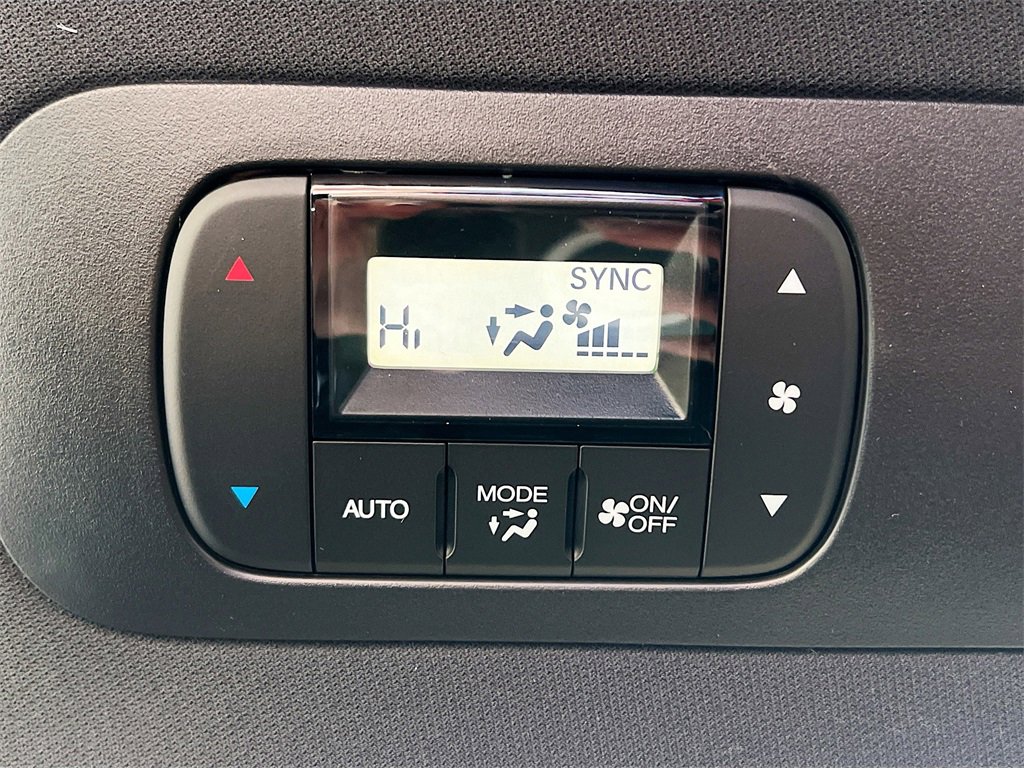 SYNC
Hi
AUTO
MODE
ON/
OFF